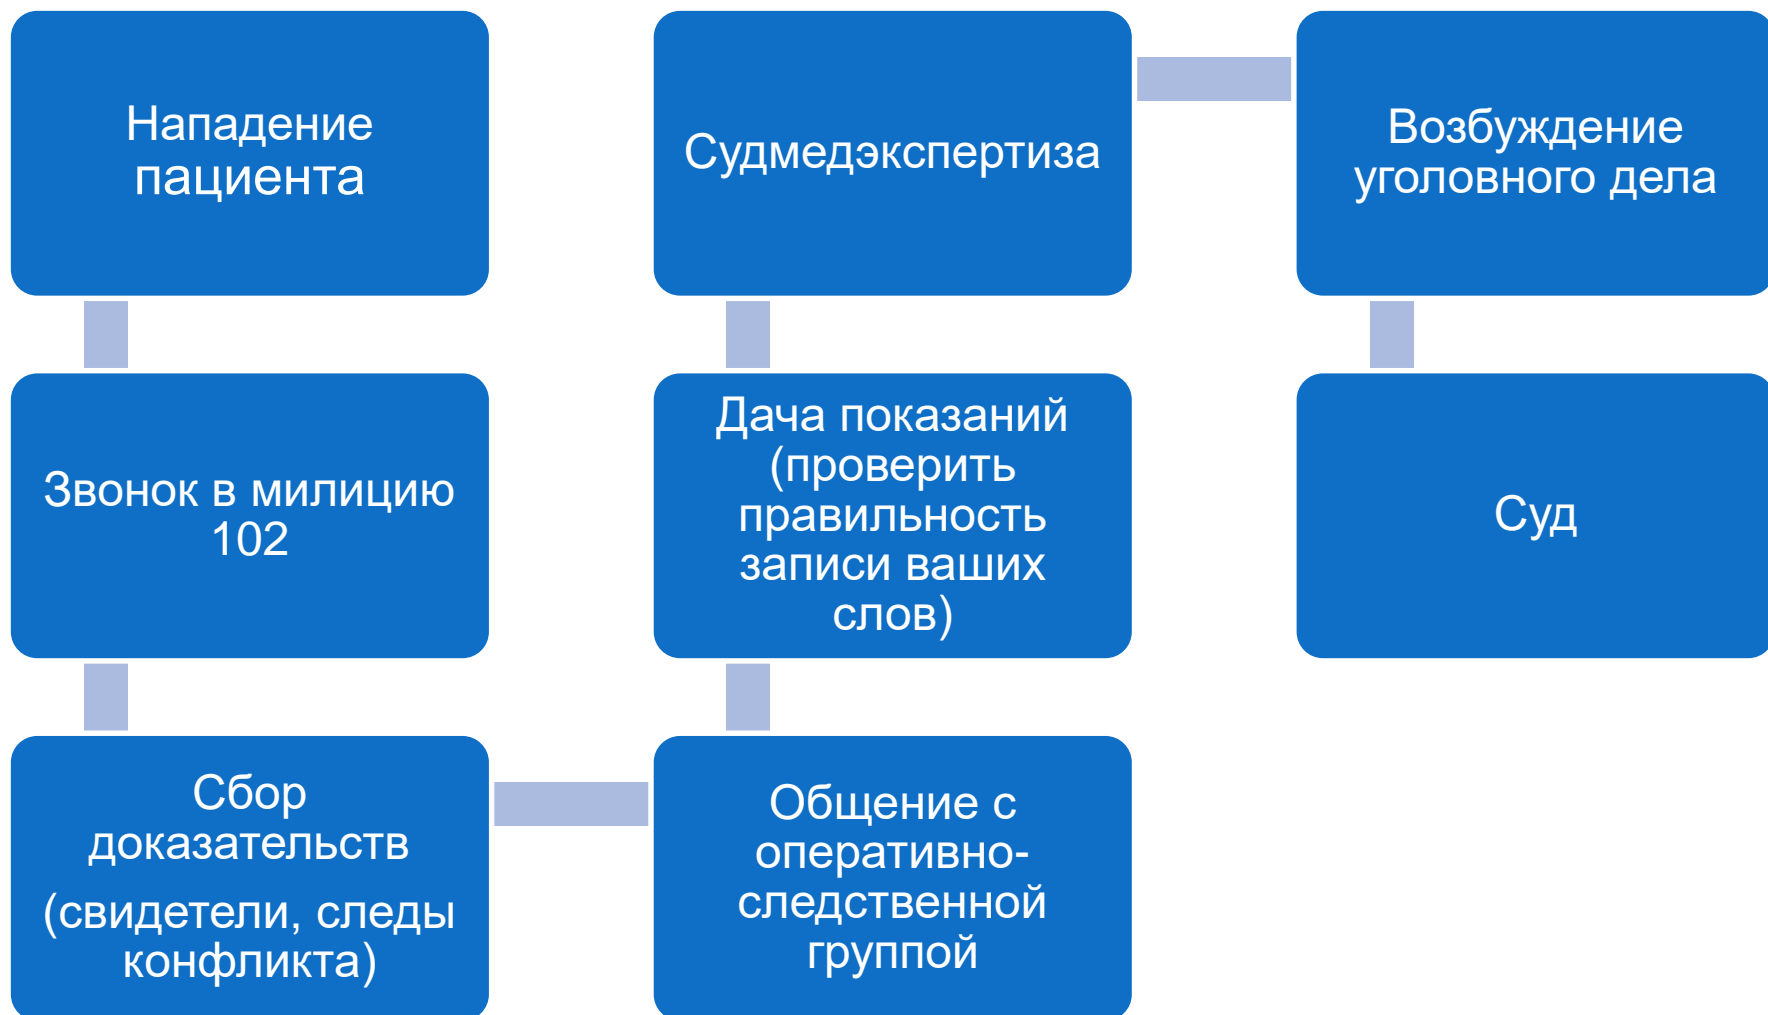 Нападение
пациента
Звонок в милицию
102
Сбор
доказательств
(свидетели, следы
конфликта)
Общение с
оперативно-
следственной
группой
Дача показаний
(проверить
правильность
записи ваших
слов)
Судмедэкспертиза
Возбуждение
уголовного дела
Суд